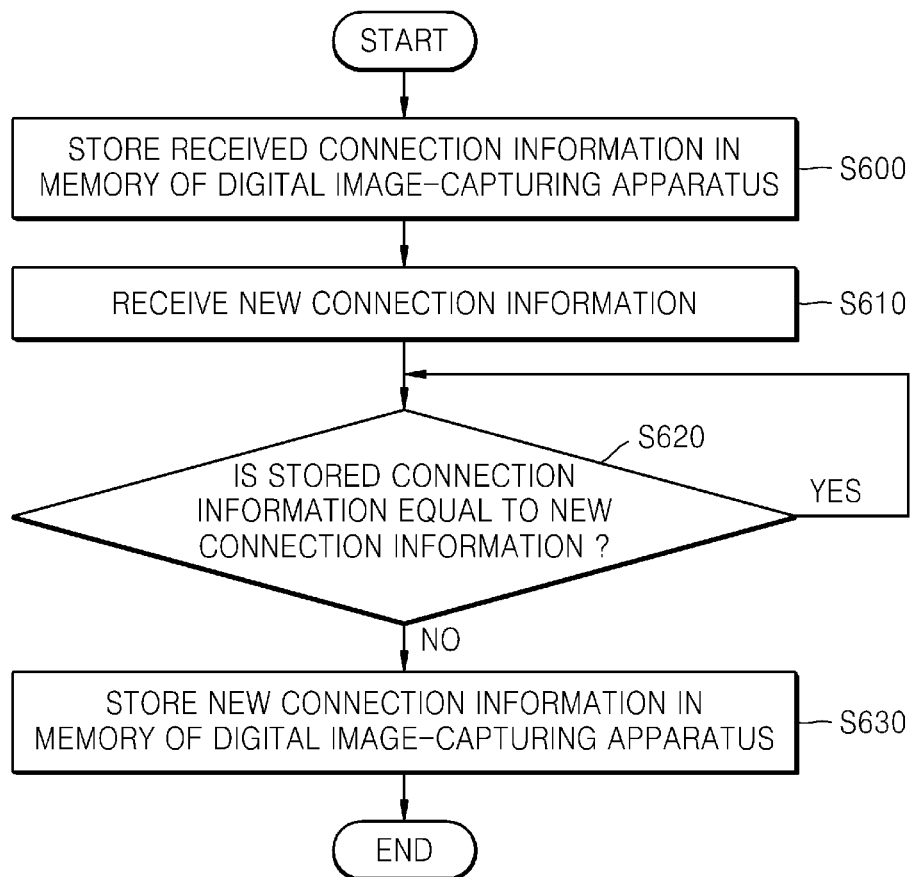 START
STORE RECEIVED CONNECTION INFORMATION IN
MEMORY OF DIGITAL IMAGE-CAPTURING APPARATUS
S600
RECEIVE NEW CONNECTION INFORMATION
S610
S620
IS STORED CONNECTION
INFORMATION EQUAL TO NEW
CONNECTION INFORMATION ?
YES
NO
STORE NEW CONNECTION INFORMATION IN
MEMORY OF DIGITAL IMAGE-CAPTURING APPARATUS
S630
END